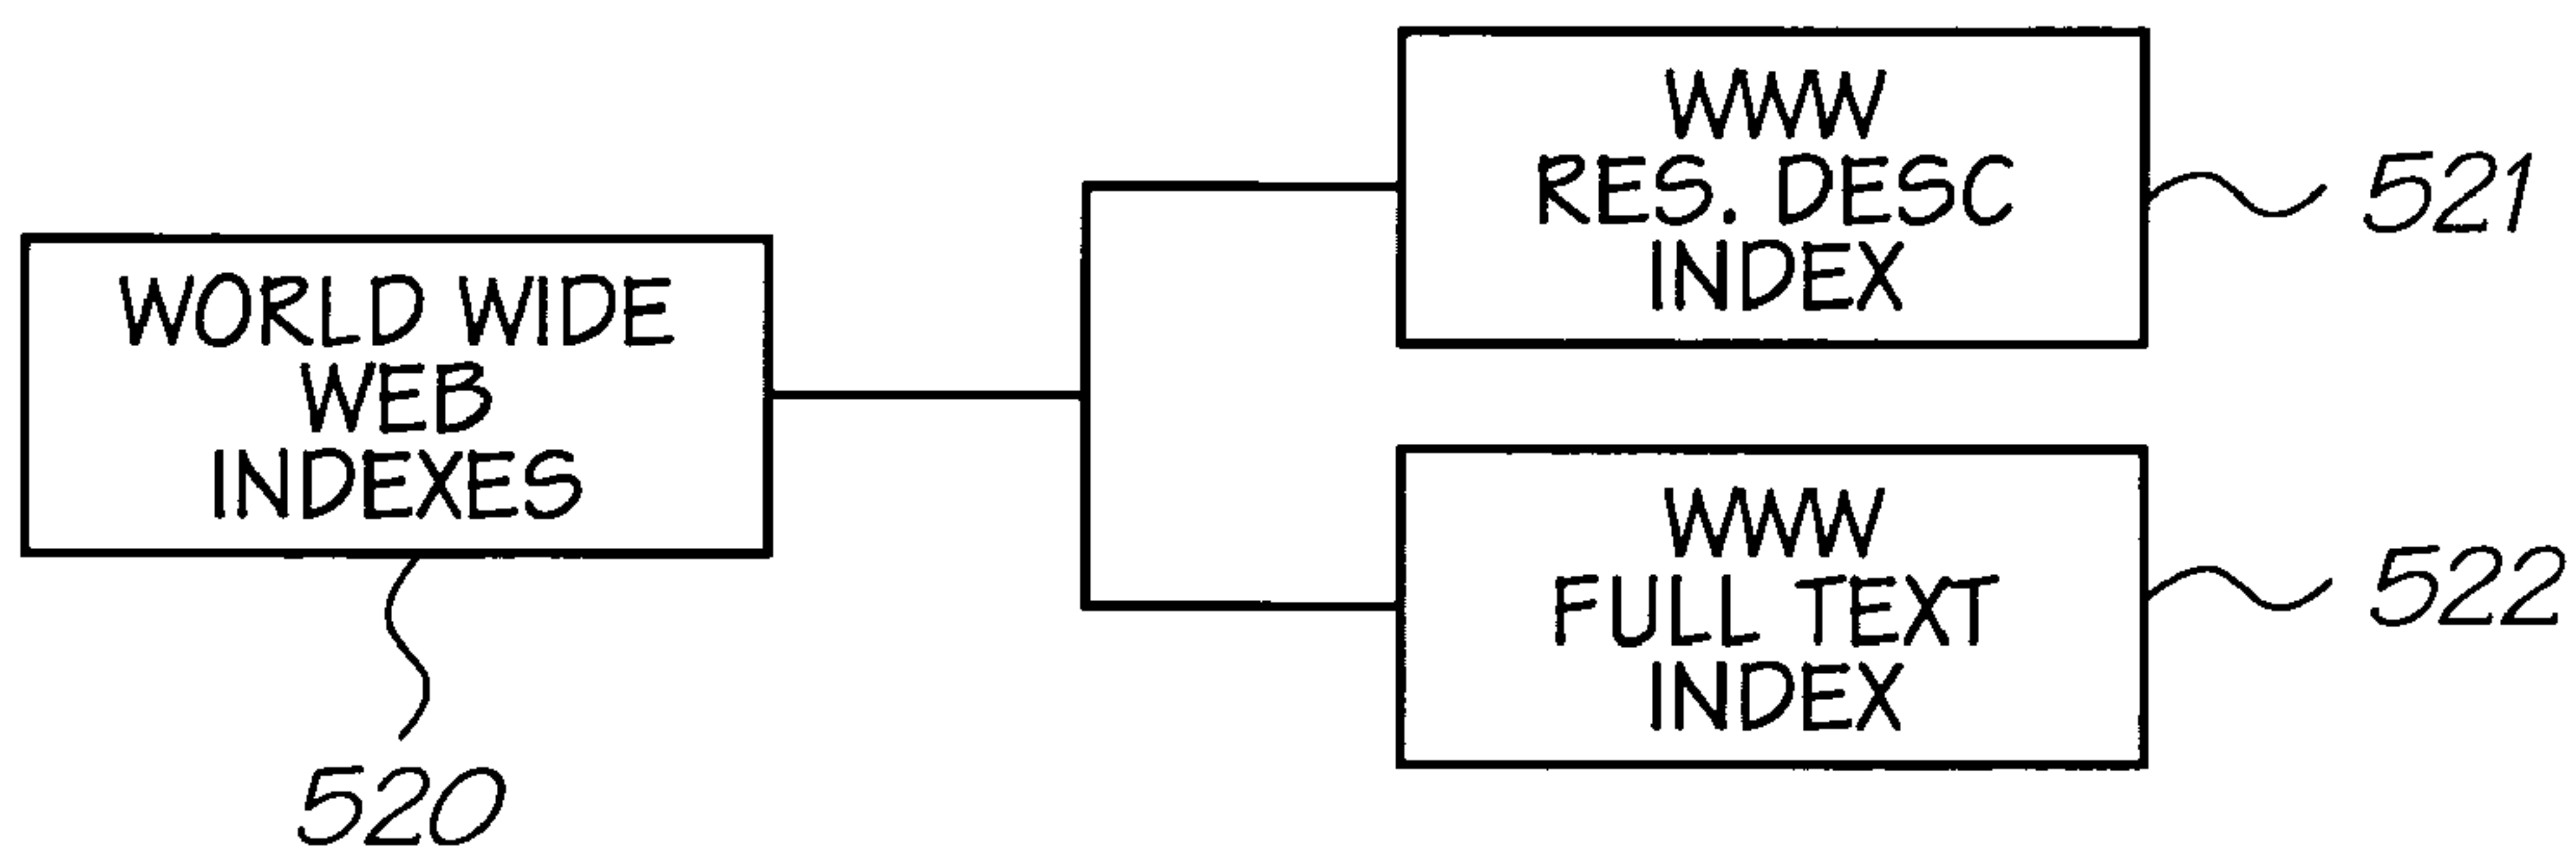 WORLD WIDE
WEB
INDEXES
520
WWW
RES. DESC
INDEX
521
WWW
FULL TEXT
INDEX
522